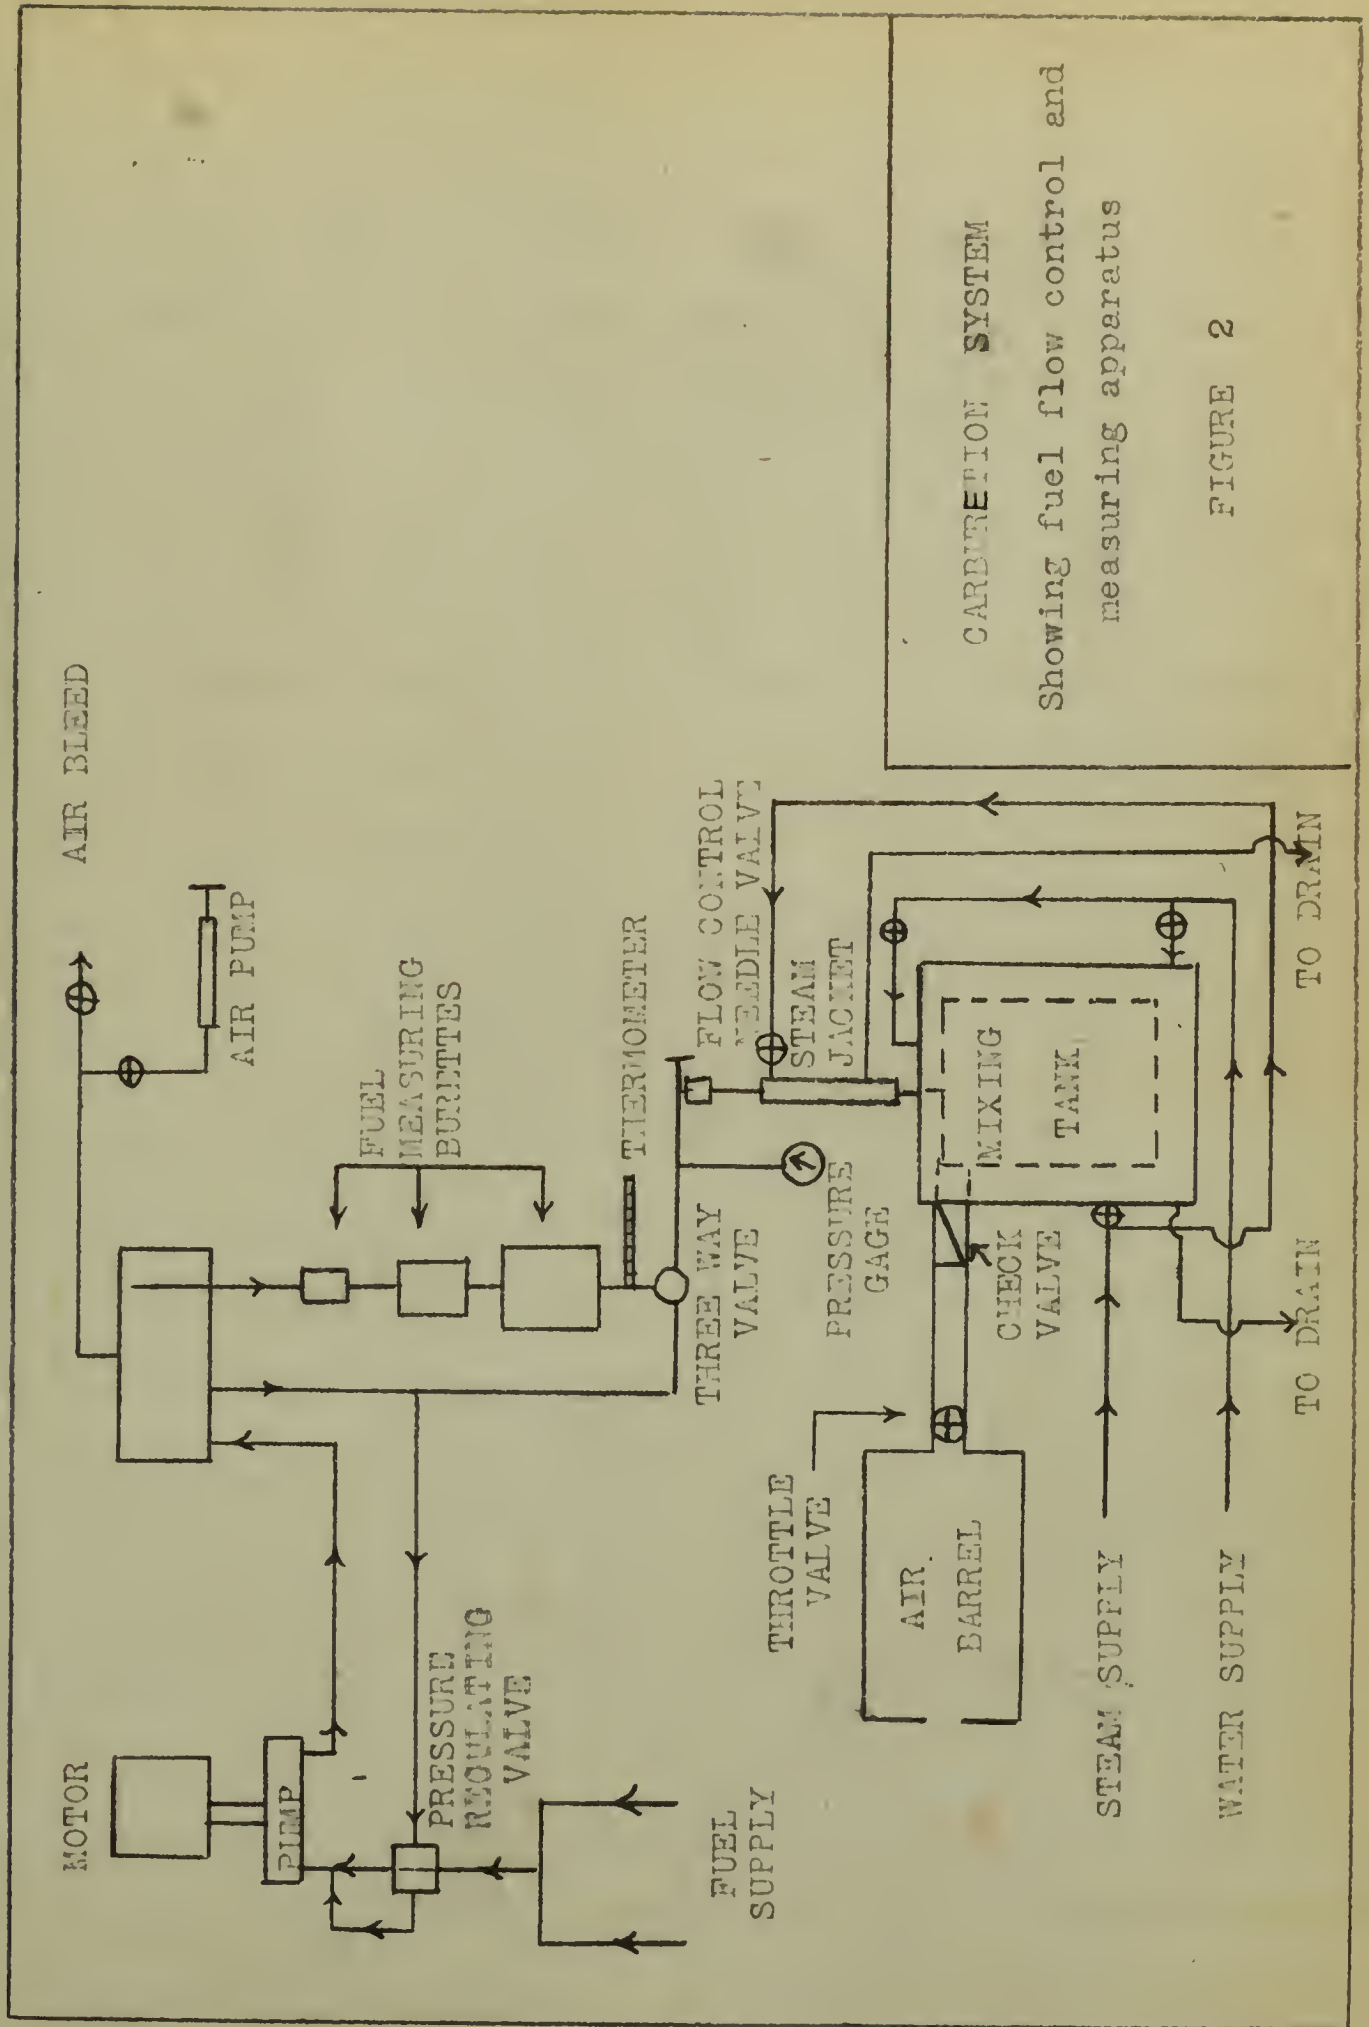 MOTOR
PUMP
PRESSURE
REGULATING
VALVE
FUEL
SUPPLY
AIR BLEED
AIR PUMP
FUEL
MEASURING
BURETTES
THERMOMETER
THREE WAY
VALVE
FLOW CONTROL
NEEDLE VALVE
PRESSURE
GAGE
STEAM
JACKET
THROTTLE
VALVE
AIR
BARREL
CHECK
VALVE
MIXING
TANK
STEAM SUPPLY
WATER SUPPLY
TO DRAIN
TO DRAIN
CARBURETION SYSTEM
Showing fuel flow control and
measuring apparatus
FIGURE 2